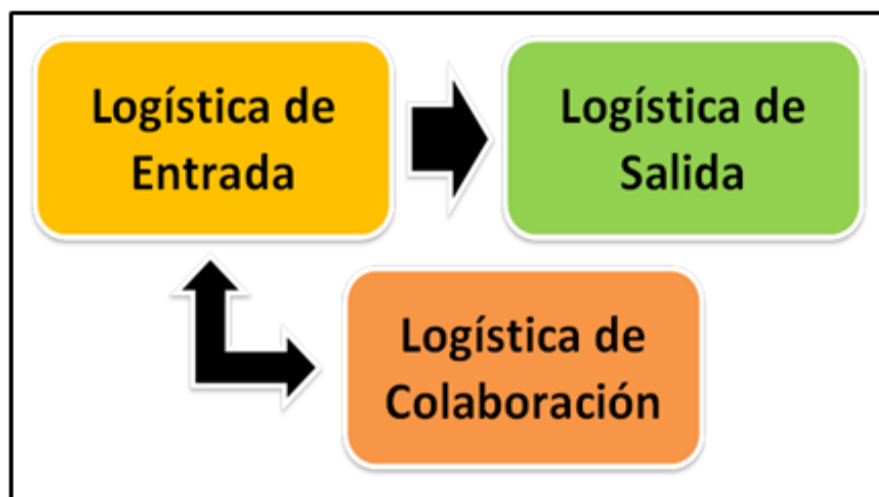 Logística de
Entrada
Logística de
Salida
Logística de
Colaboración